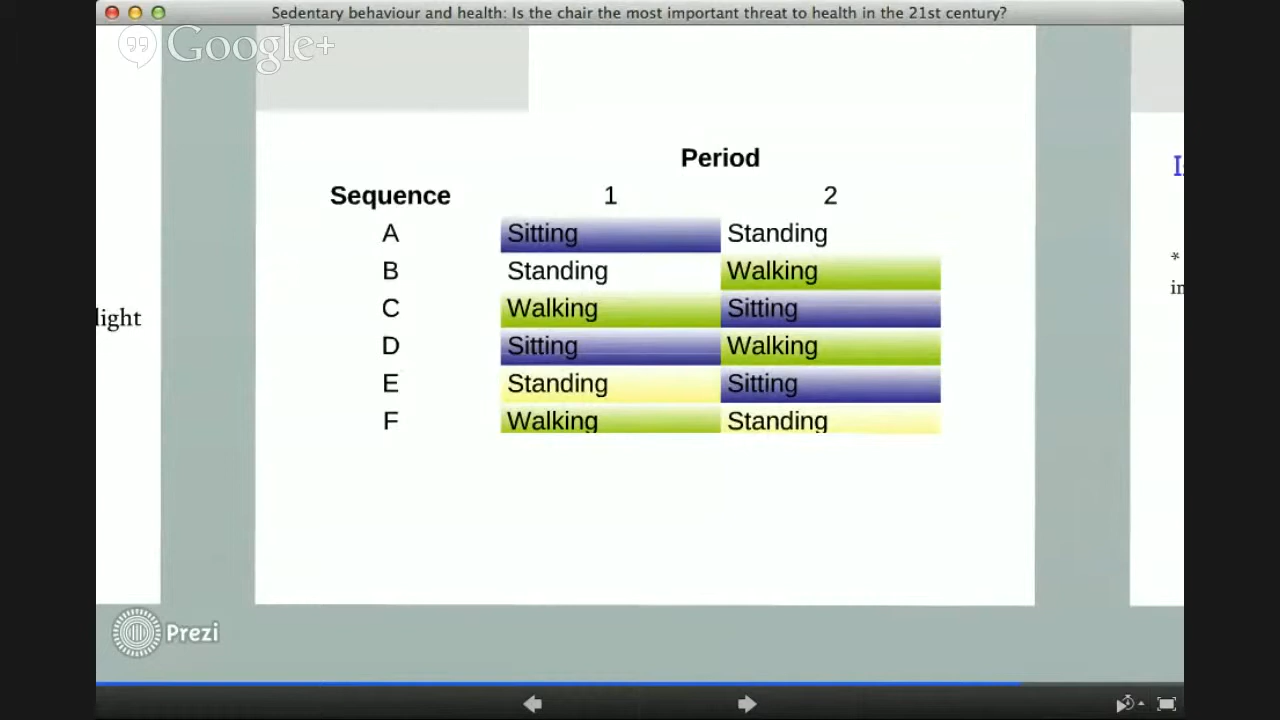 Sedentary behaviour and health: Is the chair the most important threat to health in the 21st century?
Google+
Period
Sequence 1 2
A Sitting Standing
B Standing Walking
C Walking Sitting
D Sitting Walking
E Standing Sitting
F Walking Standing
light
*
Prezi